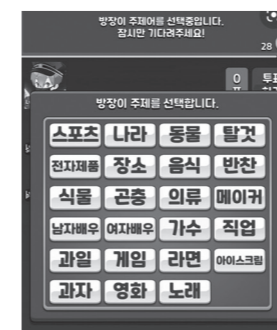 방장이 주제어를 선택중입니다.
잠시만 기다려주세요!
28
0 투표
표
방장이 주제를 선택합니다.
스포츠 나라 동물 탈것
전자제품 장소 음식 반찬
식물 곤충 의류 메이커
남자배우 여자배우 가수 직업
과일 게임 라면 아이스크림
과자 영화 노래